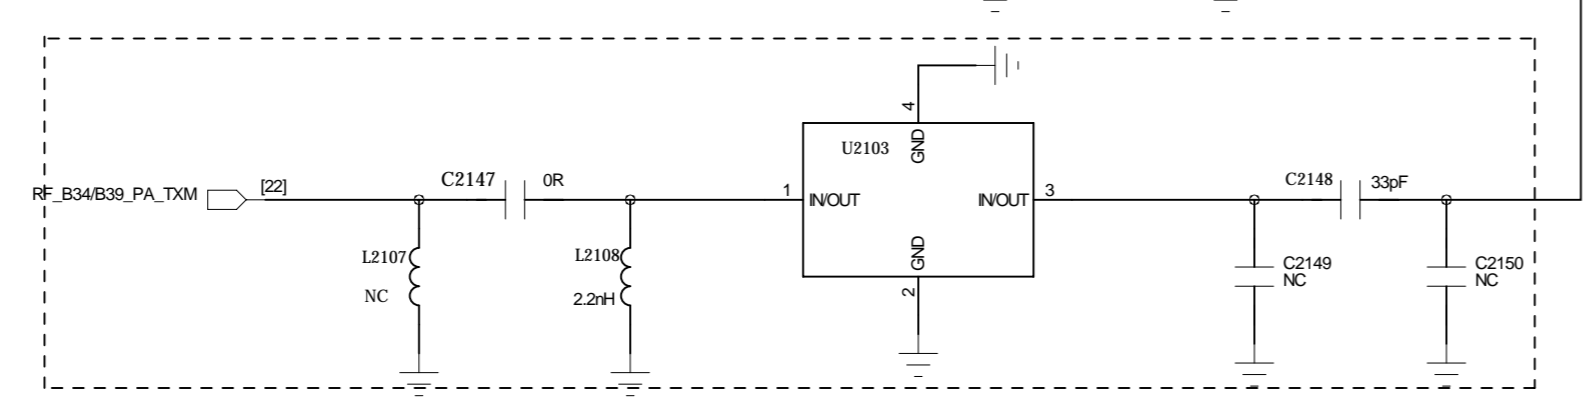 RF_B34/B39_PA_TXM
[22]
C2147
0R
L2107
NC
L2108
2.2nH
U2103
4
GND
1
IN/OUT
IN/OUT
3
GND
2
C2148
33pF
C2149
NC
C2150
NC